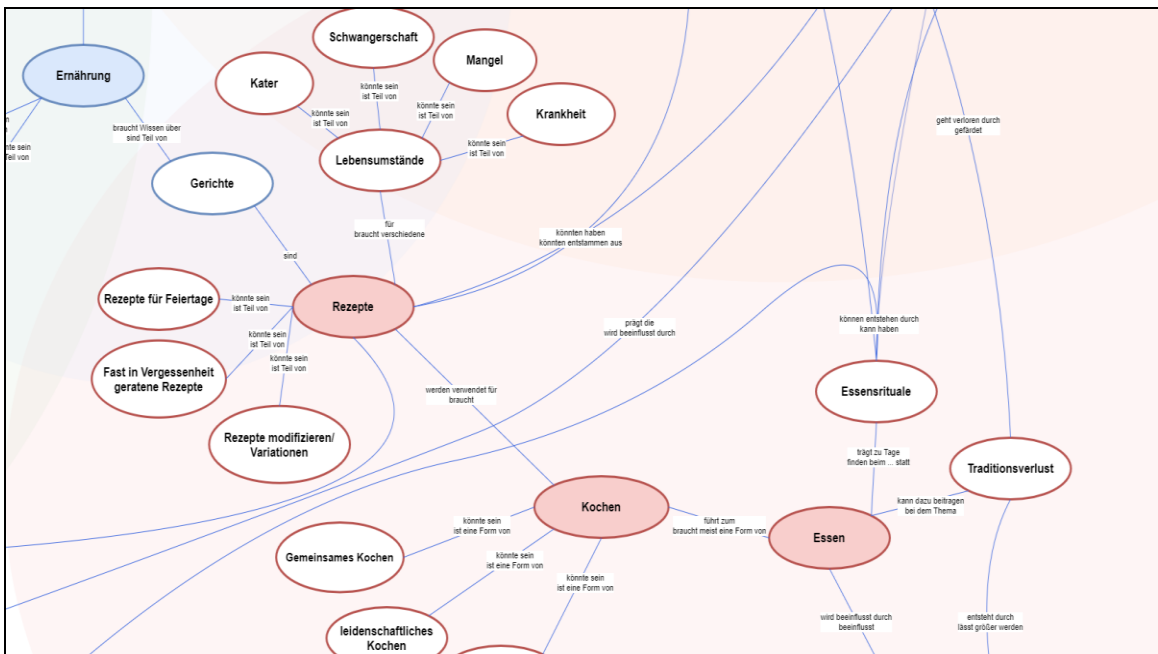 Schwangerschaft
Mangel
Ernährung
Kater
könnte sein
ist Teil von
könnte sein
ist Teil von
könnte sein
ist Teil von
Krankheit
braucht Wissen über
sind Teil von
nte sein
Teil von
Lebensumstände
könnte sein
ist Teil von
geht verloren durch
gefärdet
Gerichte
für
braucht verschiedene
könnten haben
könnten entstammen aus
sind
Rezepte für Feiertage
könnte sein
ist Teil von
Rezepte
prägt die
wird beeinflusst durch
können entstehen durch
kann haben
könnte sein
ist Teil von
Fast in Vergessenheit
geratene Rezepte
könnte sein
ist Teil von
werden verwendet für
braucht
Essensrituale
Rezepte modifizieren/
Variationen
trägt zu Tage
finden beim ... statt
Traditionsverlust
kann dazu beitragen
bei dem Thema
Kochen
könnte sein
ist eine Form von
führt zum
braucht meist eine Form von
Essen
Gemeinsames Kochen
könnte sein
ist eine Form von
könnte sein
ist eine Form von
wird beeinflusst durch
beeinflusst
entsteht durch
lässt größer werden
leidenschaftliches
Kochen